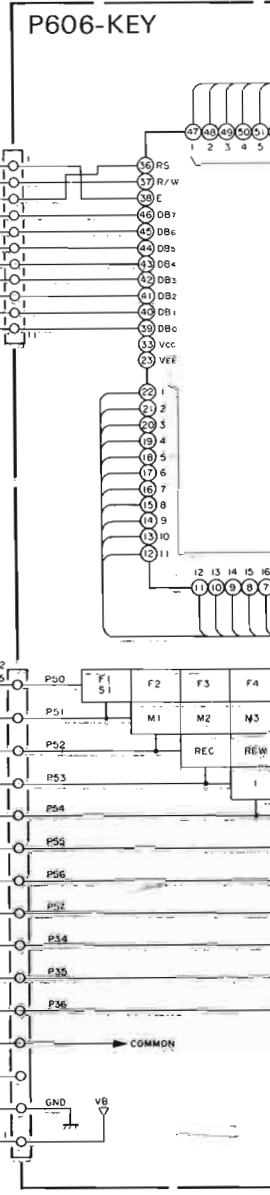 P606-KEY
47 48 49 50 51
1 2 3 4 5
1
36 RS
37 R/W
38 E
46 DB7
45 DB6
44 DB5
43 DB4
42 DB3
41 DB2
40 DB1
39 DB0
11
33 VCC
23 VEE
22 1
21 2
20 3
19 4
18 5
17 6
16 7
15 8
14 9
13 10
12 11
12 13 14 15 16
11 10 9 8 7
P50 F1 F2 F3 F4
S1
P51 M1 M2 M3
P52 REC REW
P53 1
P54
P55
P56
P57
P34
P35
P36
COMMON
GND VB